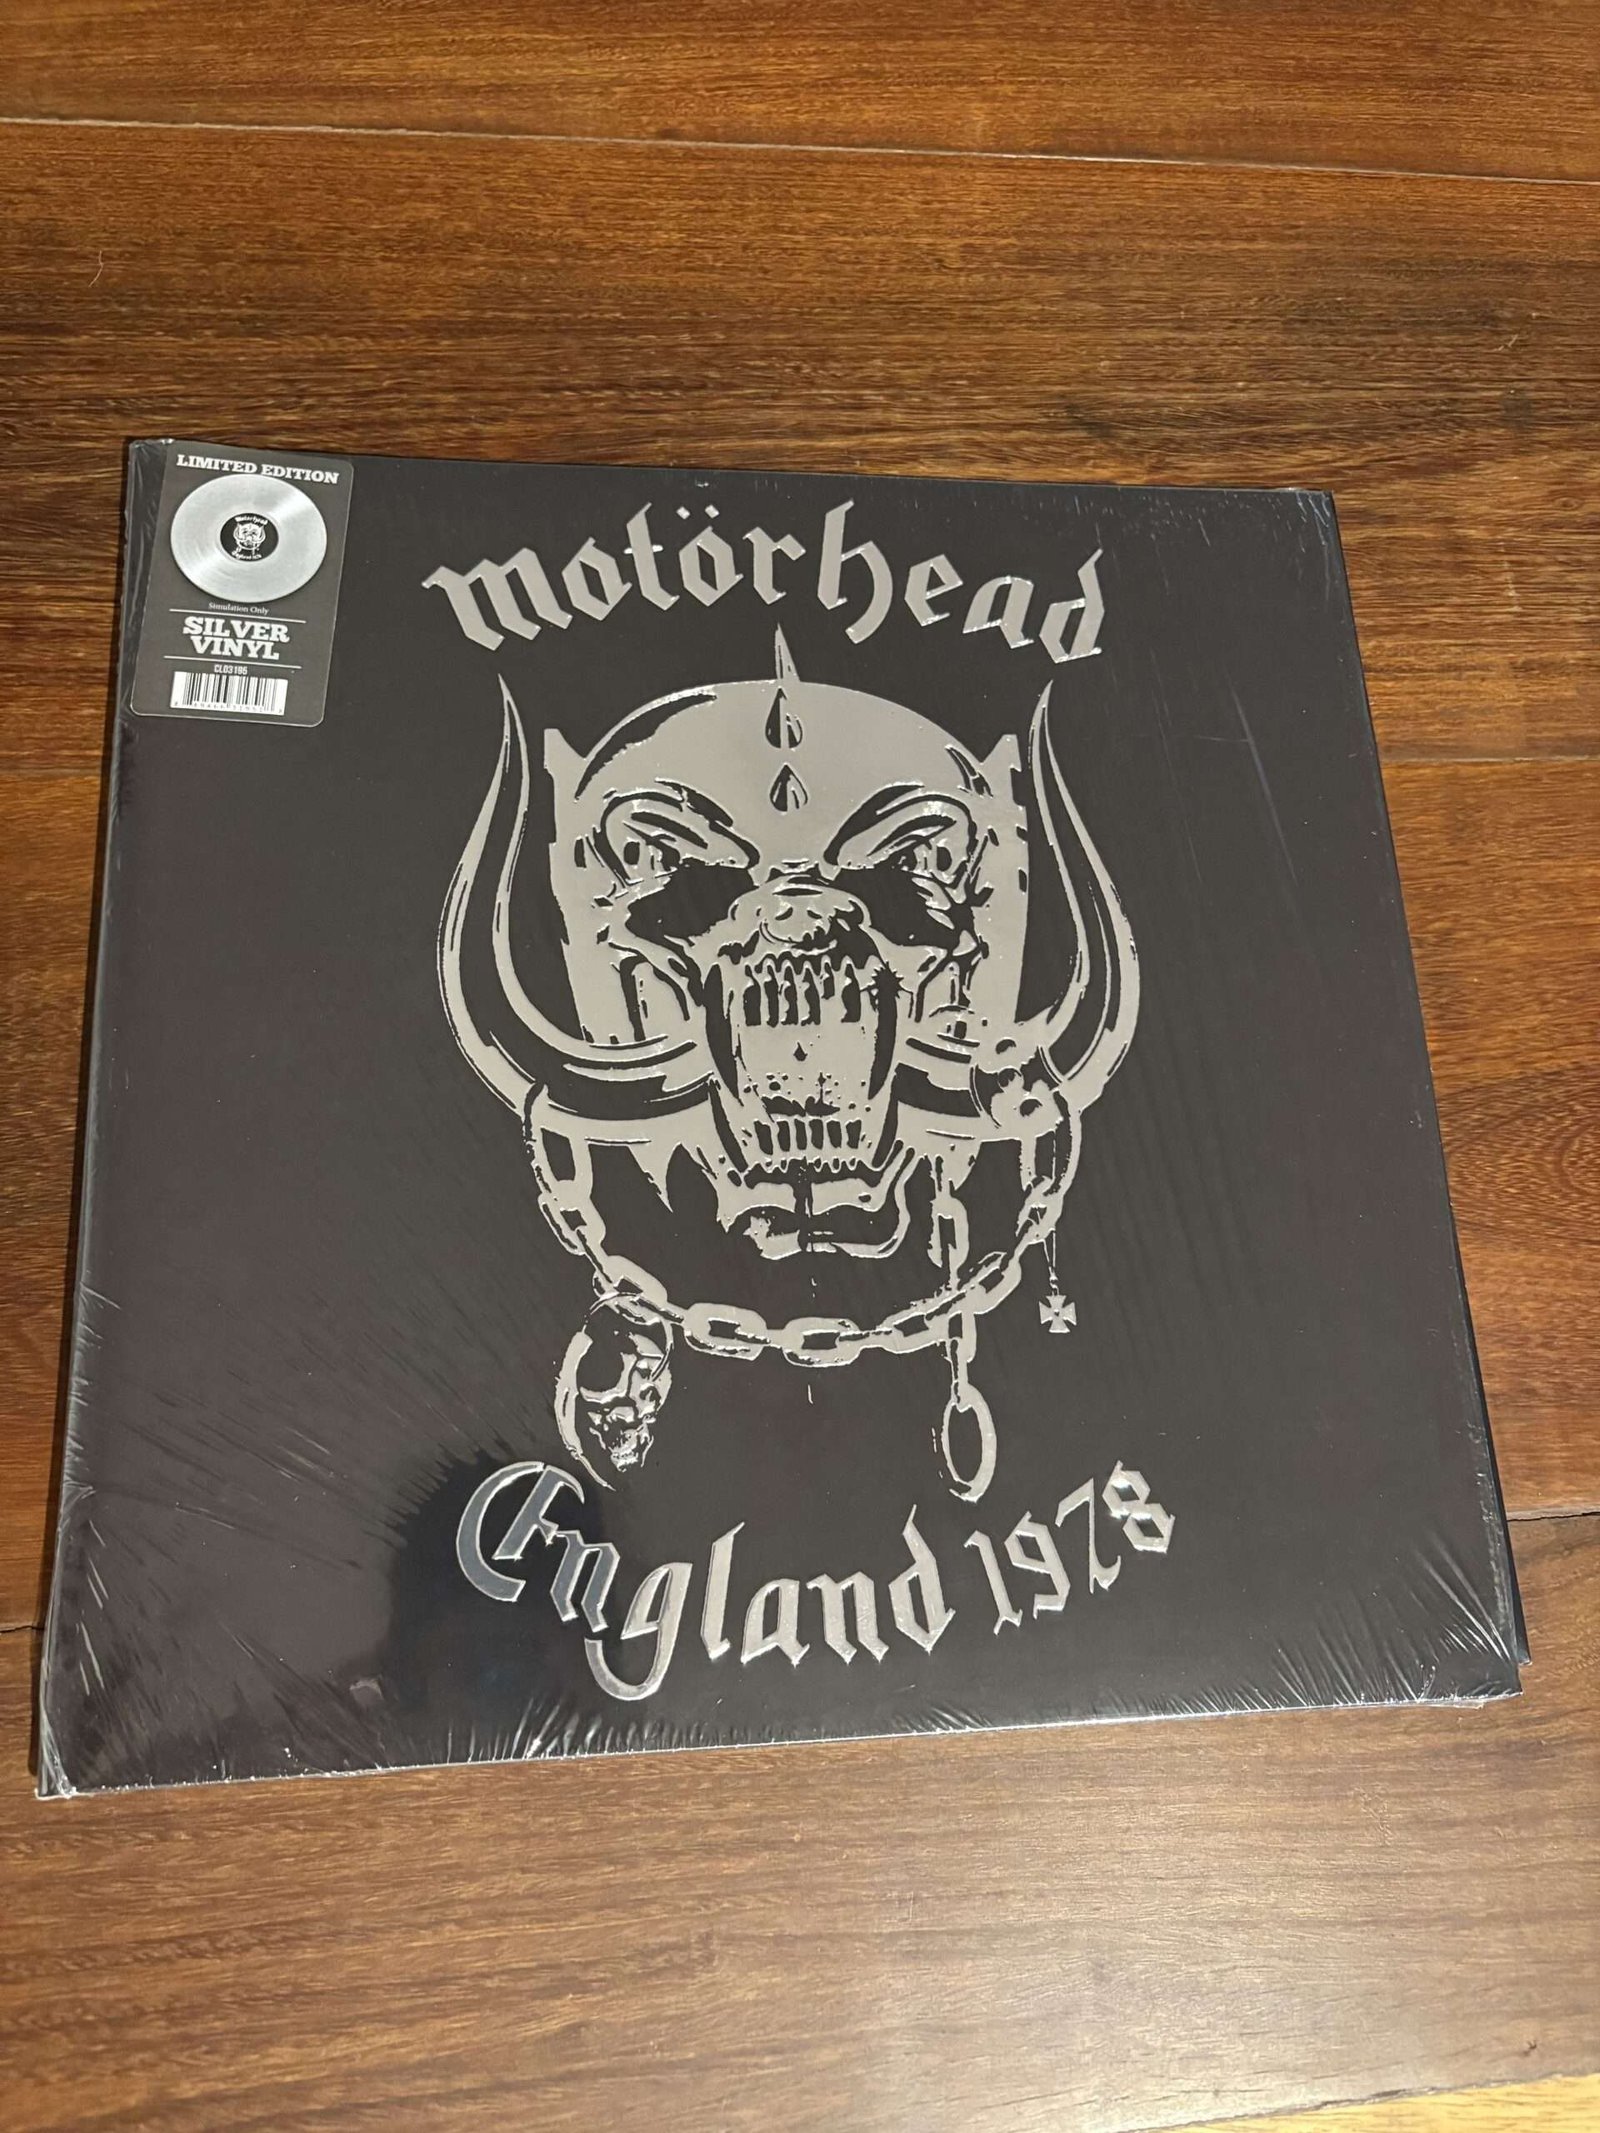 LIMITED EDITION
Simulation Only
SILVER
VINYL
CLO3195
motörhead
England 1978